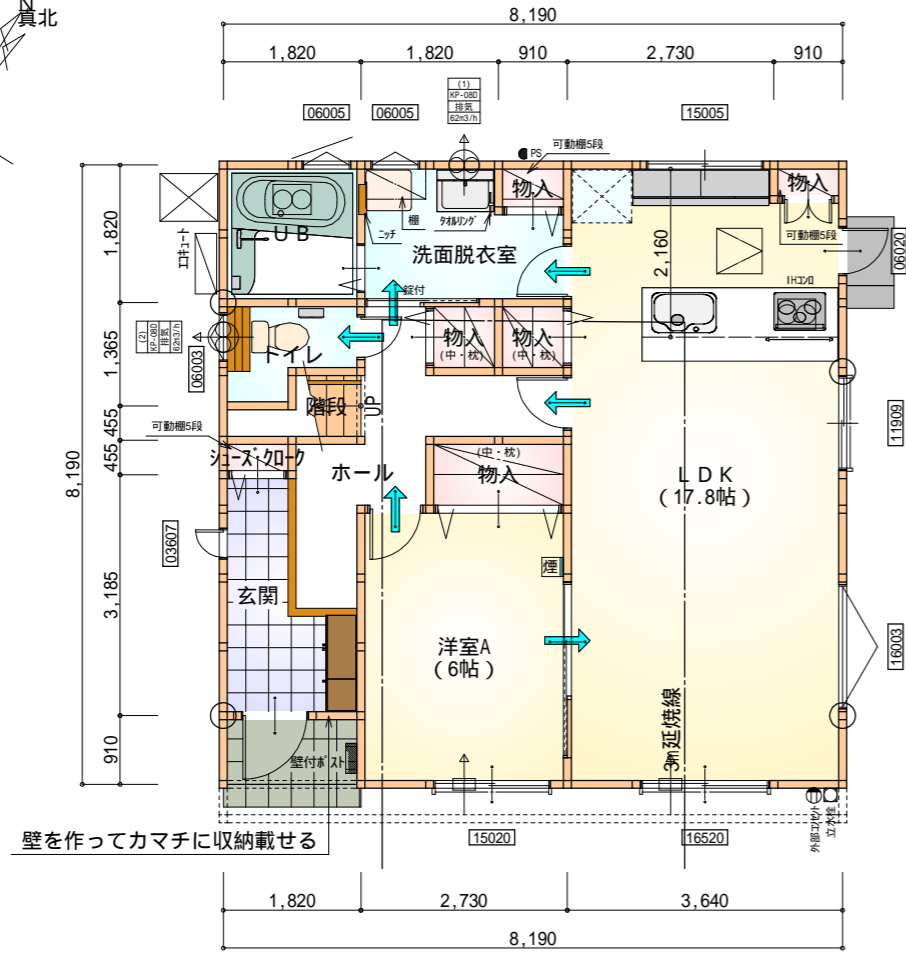 N
真北
8,190
1,820
1,820
910
2,730
910
(1)
KP-08D
排気
62m3/h
06005
06005
15005
PS
可動棚5段
物入
物入
棚
ニッチ
タオルリング
可動棚5段
UB
洗面脱衣室
2,160
06020
エコキュート
1,820
錠付
IHコンロ
(2)
KP-08D
排気
62m3/h
物入
(中・枕)
物入
(中・枕)
トイレ
1,365
06003
階段
UP
455
11909
可動棚5段
シューズ・クローク
455
ホール
(中・枕)
物入
LDK
(17.8帖)
8,190
03607
煙
玄関
3,185
洋室A
(6帖)
16003
3m延焼線
壁付ポスト
910
外部コンセント
立水栓
壁を作ってカマチに収納載せる
15020
16520
1,820
2,730
3,640
8,190